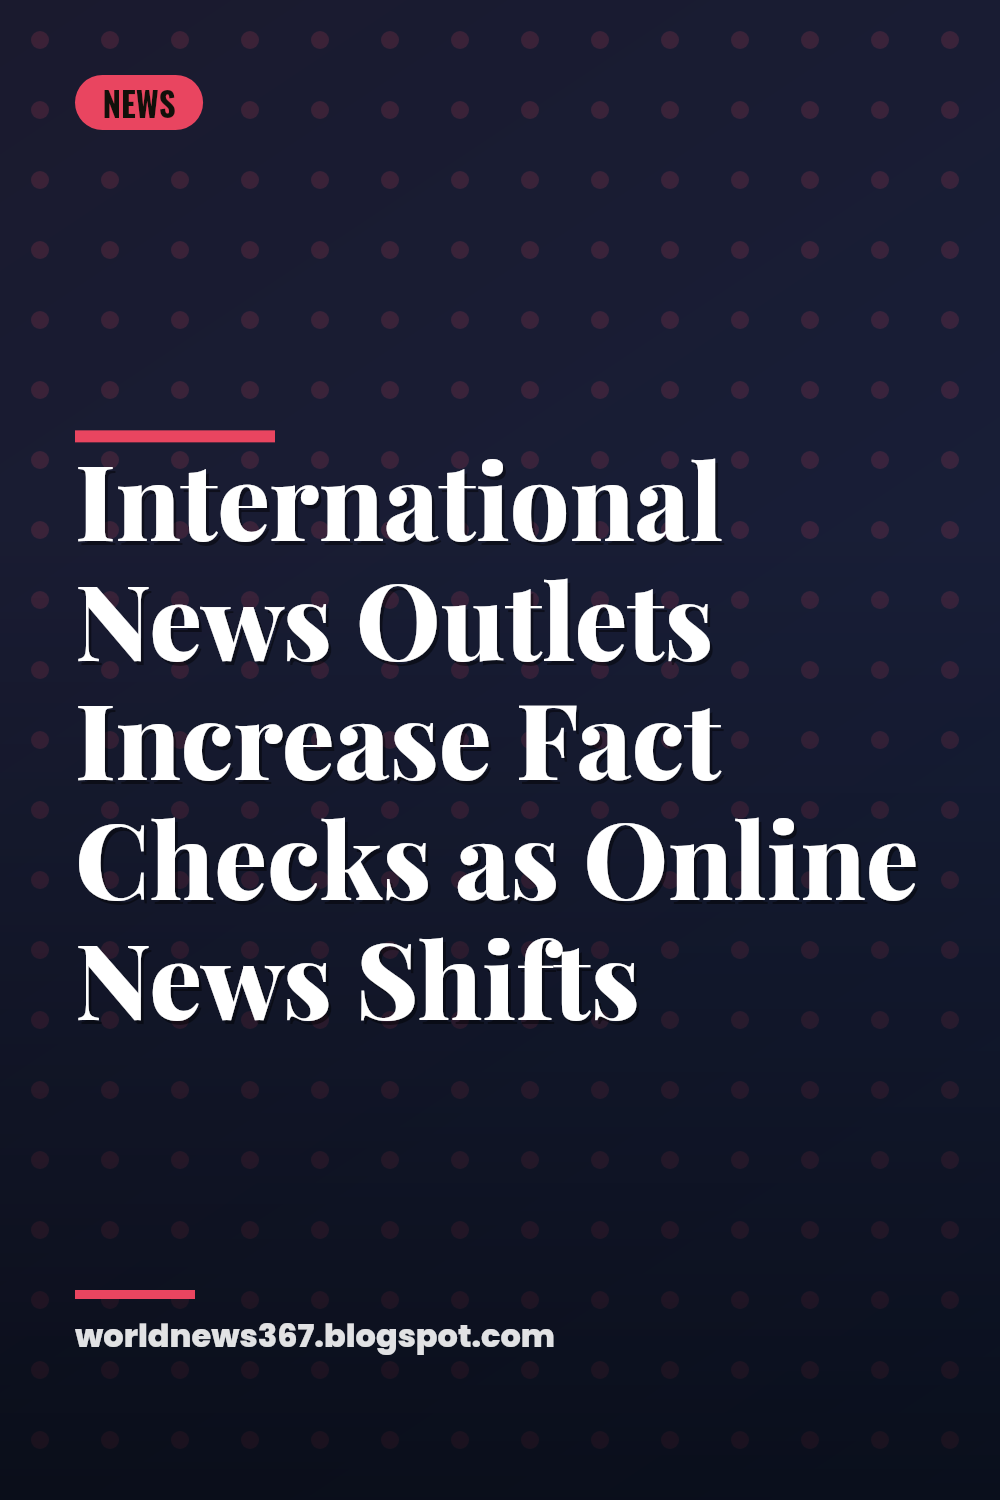 NEWS
International
News Outlets
Increase Fact
Checks as Online
News Shifts
worldnews367.blogspot.com